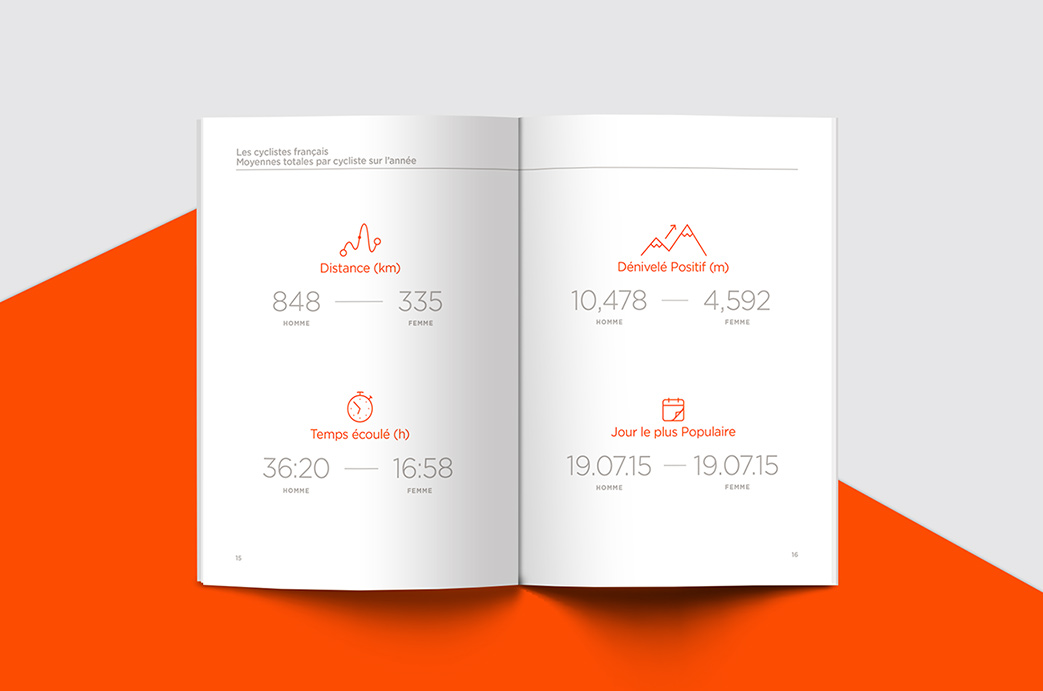 Les cyclistes français
Moyennes totales par cycliste sur l'année
Distance (km)
848 — 335
HOMME FEMME
Temps écoulé (h)
36:20 — 16:58
HOMME FEMME
15
Dénivelé Positif (m)
10,478 — 4,592
HOMME FEMME
Jour le plus Populaire
19.07.15 — 19.07.15
HOMME FEMME
16